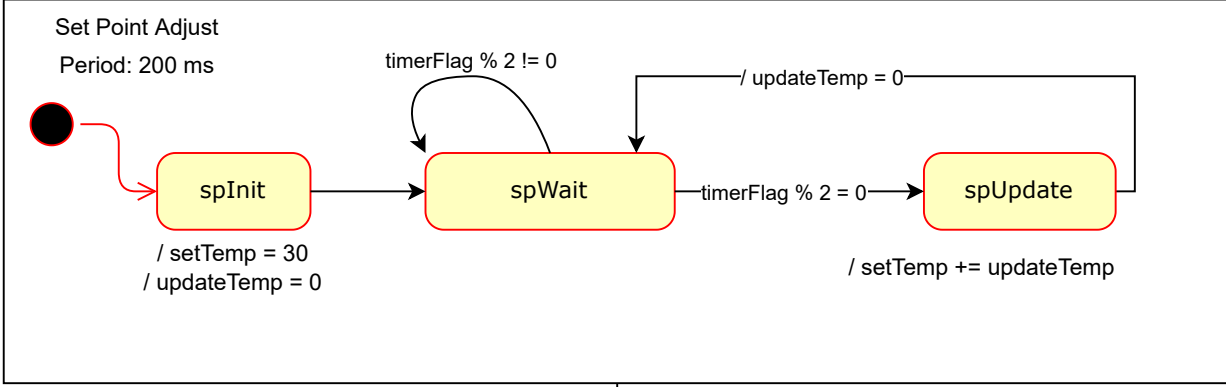 Set Point Adjust
Period: 200 ms
timerFlag % 2 != 0
/ updateTemp = 0
spInit
spWait
timerFlag % 2 = 0
spUpdate
/ setTemp = 30
/ updateTemp = 0
/ setTemp += updateTemp